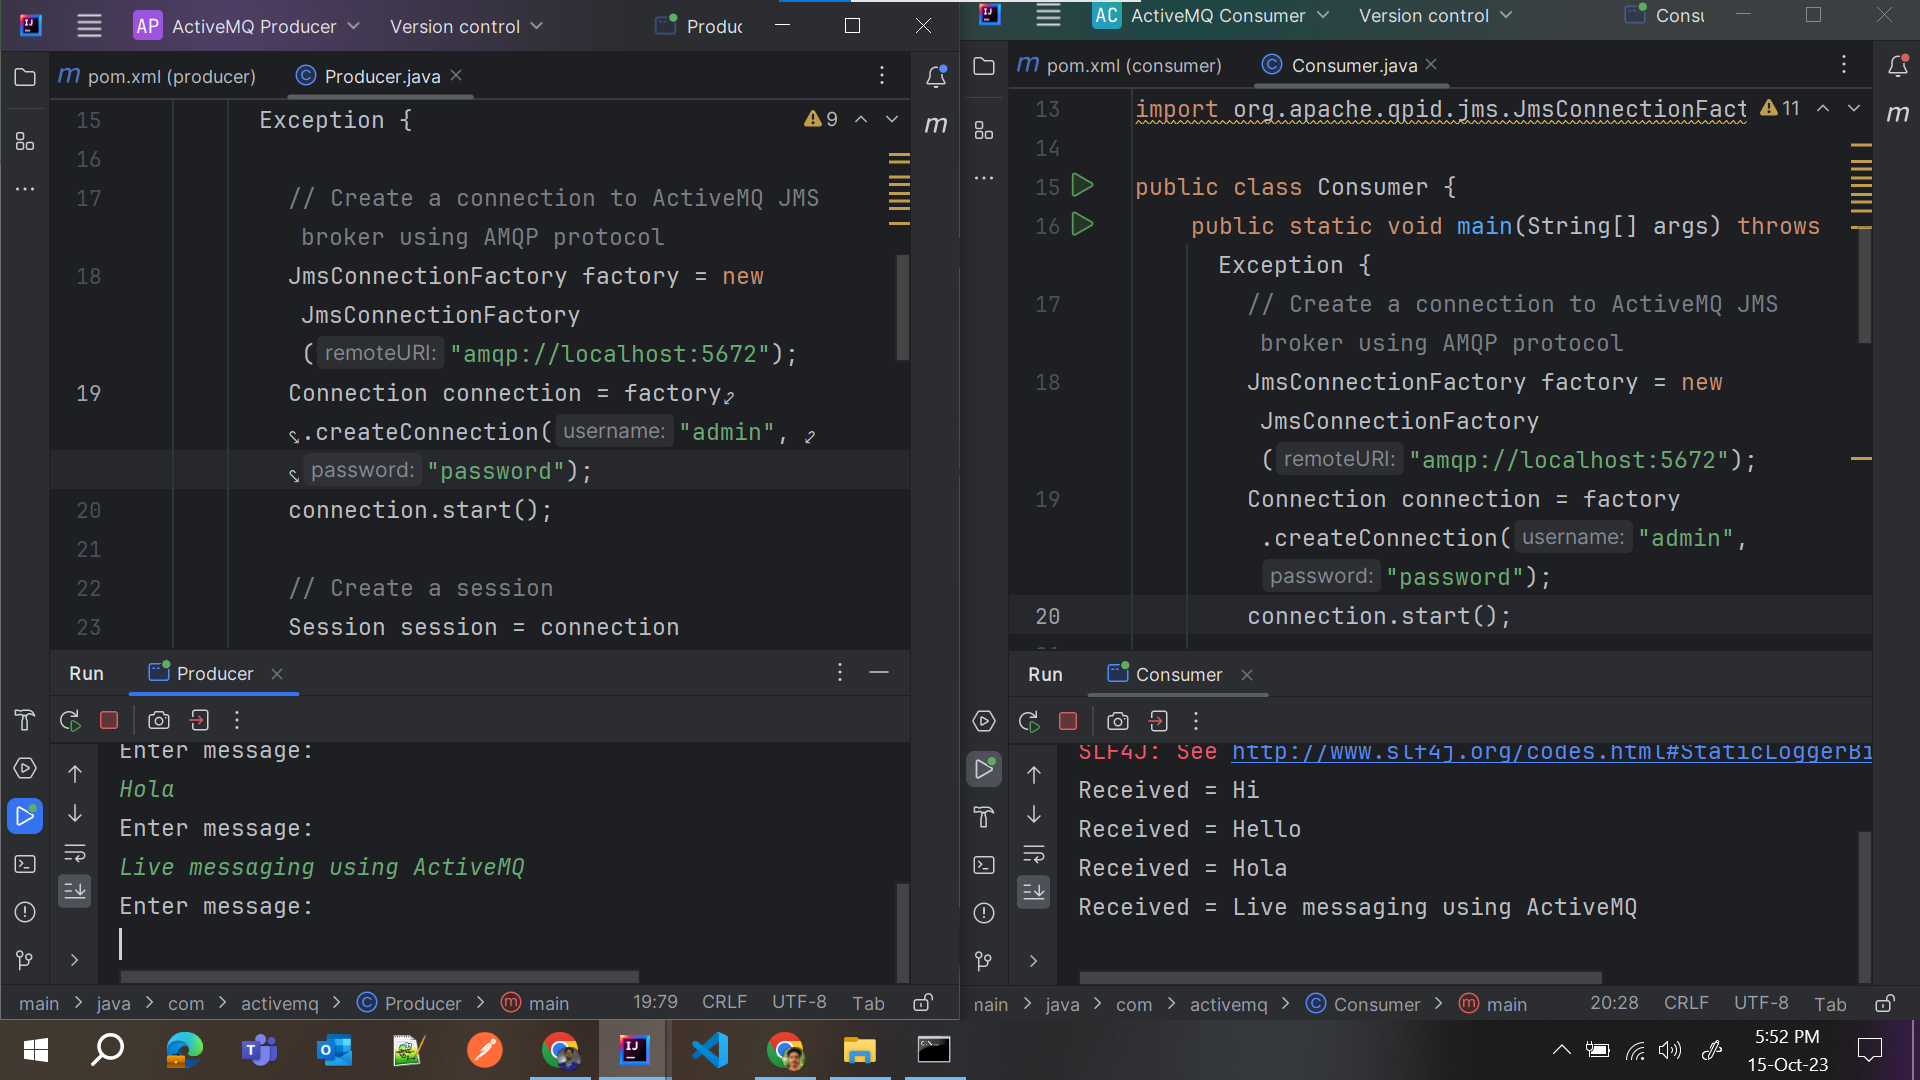 AP ActiveMQ Producer Version control Produc
pom.xml (producer) Producer.java
15 Exception { 9
16
17 // Create a connection to ActiveMQ JMS
broker using AMQP protocol
18 JmsConnectionFactory factory = new
JmsConnectionFactory
( remoteURI: "amqp://localhost:5672");
19 Connection connection = factory
.createConnection( username: "admin",
password: "password");
20 connection.start();
21
22 // Create a session
23 Session session = connection
Run Producer
Enter message:
Hola
Enter message:
Live messaging using ActiveMQ
Enter message:
main > java > com > activemq > Producer > main 19:79 CRLF UTF-8 Tab
AC ActiveMQ Consumer Version control Consu
pom.xml (consumer) Consumer.java
13 import org.apache.qpid.jms.JmsConnectionFact 11
14
15 public class Consumer {
16 public static void main(String[] args) throws
Exception {
17 // Create a connection to ActiveMQ JMS
broker using AMQP protocol
18 JmsConnectionFactory factory = new
JmsConnectionFactory
( remoteURI: "amqp://localhost:5672");
19 Connection connection = factory
.createConnection( username: "admin",
password: "password");
20 connection.start();
Run Consumer
SLF4J: See http://www.slf4j.org/codes.html#StaticLoggerBi
Received = Hi
Received = Hello
Received = Hola
Received = Live messaging using ActiveMQ
main > java > com > activemq > Consumer > main 20:28 CRLF UTF-8 Tab
5:52 PM
15-Oct-23